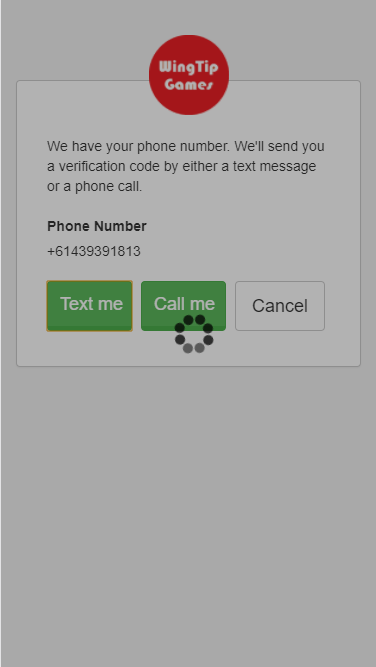 WingTip
Games
We have your phone number. We'll send you
a verification code by either a text message
or a phone call.
Phone Number
+61439391813
Text me
Call me
Cancel